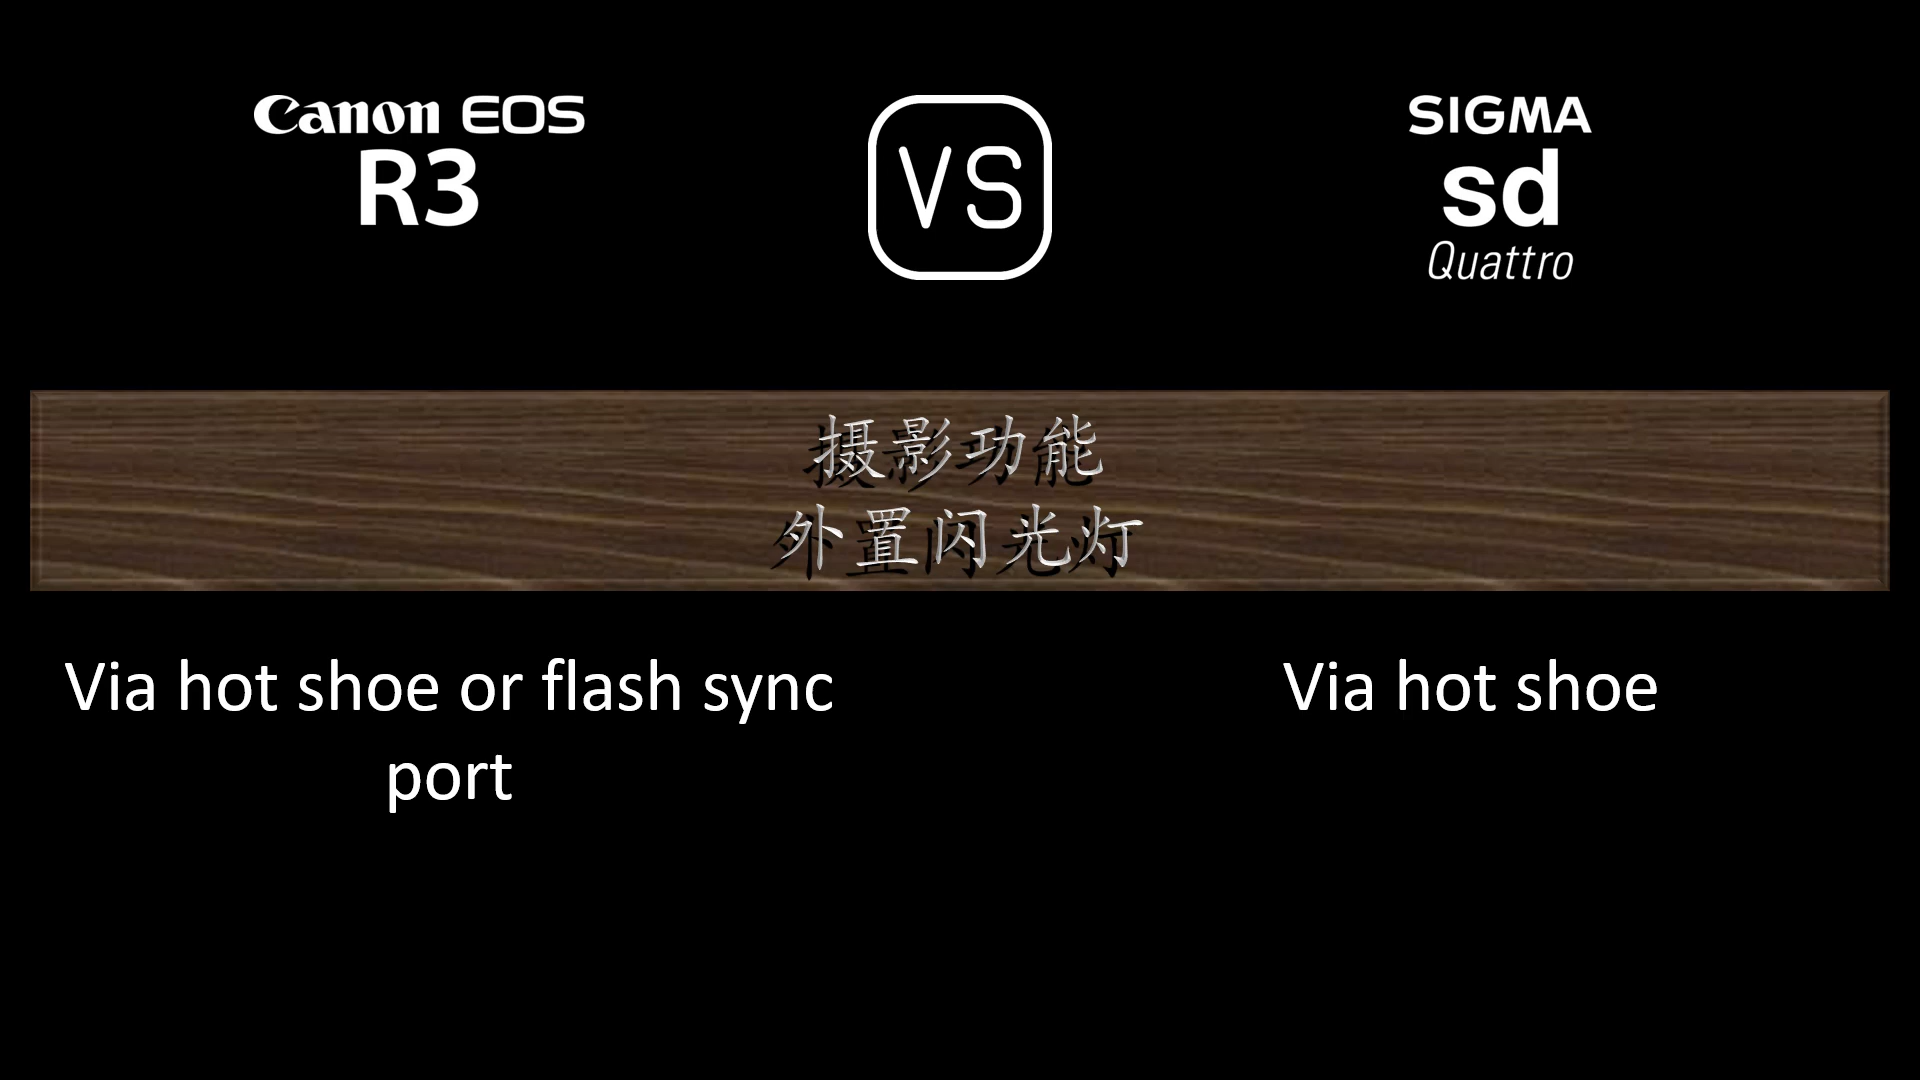 Canon EOS
R3
VS
SIGMA
sd
Quattro
摄影功能
外置闪光灯
Via hot shoe or flash sync
port
Via hot shoe